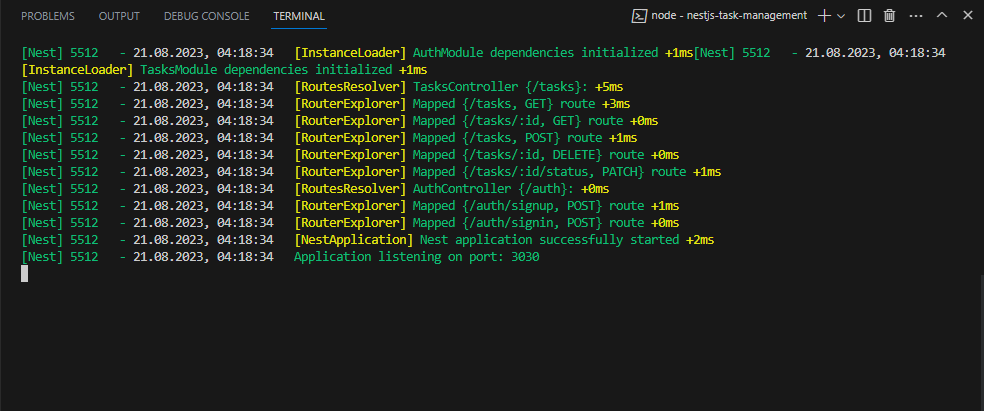 PROBLEMS OUTPUT DEBUG CONSOLE TERMINAL node - nestjs-task-management
[Nest] 5512 - 21.08.2023, 04:18:34 [InstanceLoader] AuthModule dependencies initialized +1ms[Nest] 5512 - 21.08.2023, 04:18:34
[InstanceLoader] TasksModule dependencies initialized +1ms
[Nest] 5512 - 21.08.2023, 04:18:34 [RoutesResolver] TasksController {/tasks}: +5ms
[Nest] 5512 - 21.08.2023, 04:18:34 [RouterExplorer] Mapped {/tasks, GET} route +3ms
[Nest] 5512 - 21.08.2023, 04:18:34 [RouterExplorer] Mapped {/tasks/:id, GET} route +0ms
[Nest] 5512 - 21.08.2023, 04:18:34 [RouterExplorer] Mapped {/tasks, POST} route +1ms
[Nest] 5512 - 21.08.2023, 04:18:34 [RouterExplorer] Mapped {/tasks/:id, DELETE} route +0ms
[Nest] 5512 - 21.08.2023, 04:18:34 [RouterExplorer] Mapped {/tasks/:id/status, PATCH} route +1ms
[Nest] 5512 - 21.08.2023, 04:18:34 [RoutesResolver] AuthController {/auth}: +0ms
[Nest] 5512 - 21.08.2023, 04:18:34 [RouterExplorer] Mapped {/auth/signup, POST} route +1ms
[Nest] 5512 - 21.08.2023, 04:18:34 [RouterExplorer] Mapped {/auth/signin, POST} route +0ms
[Nest] 5512 - 21.08.2023, 04:18:34 [NestApplication] Nest application successfully started +2ms
[Nest] 5512 - 21.08.2023, 04:18:34 Application listening on port: 3030